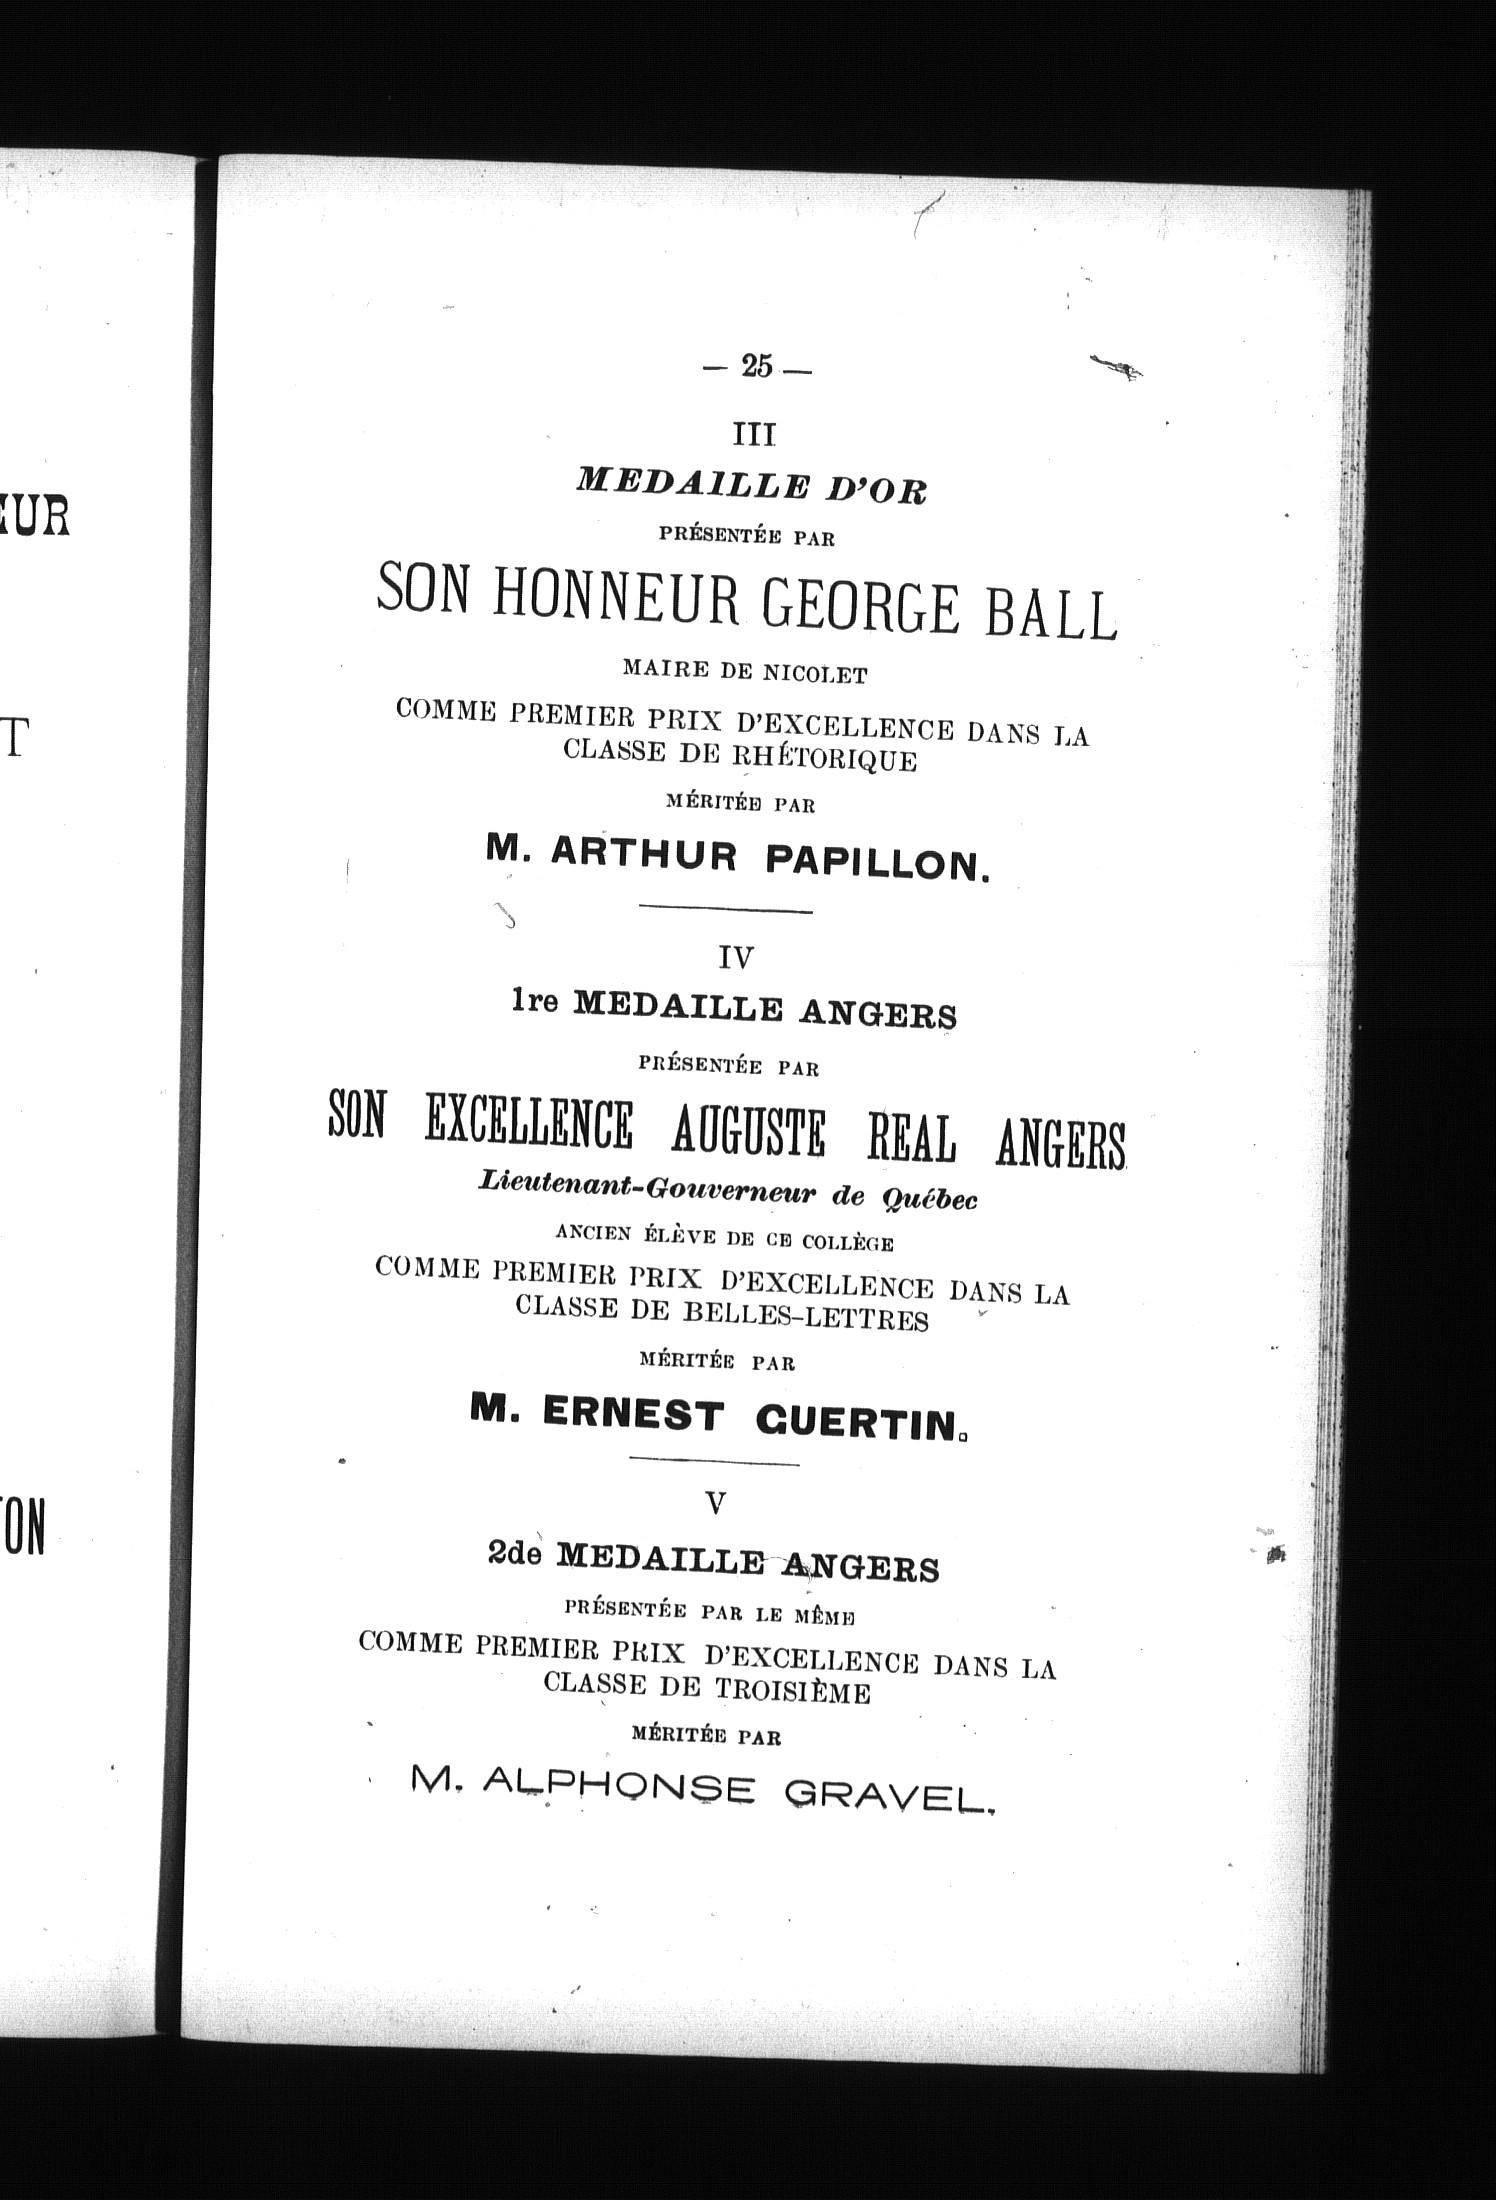 — 25 —
III
MEDAILLE D'OR
PRÉSENTÉE PAR
SON HONNEUR GEORGE BALL
MAIRE DE NICOLET
COMME PREMIER PRIX D'EXCELLENCE DANS LA
CLASSE DE RHÉTORIQUE
MÉRITÉE PAR
M. ARTHUR PAPILLON.
IV
1re MEDAILLE ANGERS
PRÉSENTÉE PAR
SON EXCELLENCE AUGUSTE REAL ANGERS
Lieutenant-Gouverneur de Québec
ANCIEN ÉLÈVE DE CE COLLÈGE
COMME PREMIER PRIX D'EXCELLENCE DANS LA
CLASSE DE BELLES-LETTRES
MÉRITÉE PAR
M. ERNEST GUERTIN.
V
2de MEDAILLE ANGERS
PRÉSENTÉE PAR LE MÊME
COMME PREMIER PRIX D'EXCELLENCE DANS LA
CLASSE DE TROISIÈME
MÉRITÉE PAR
M. ALPHONSE GRAVEL.